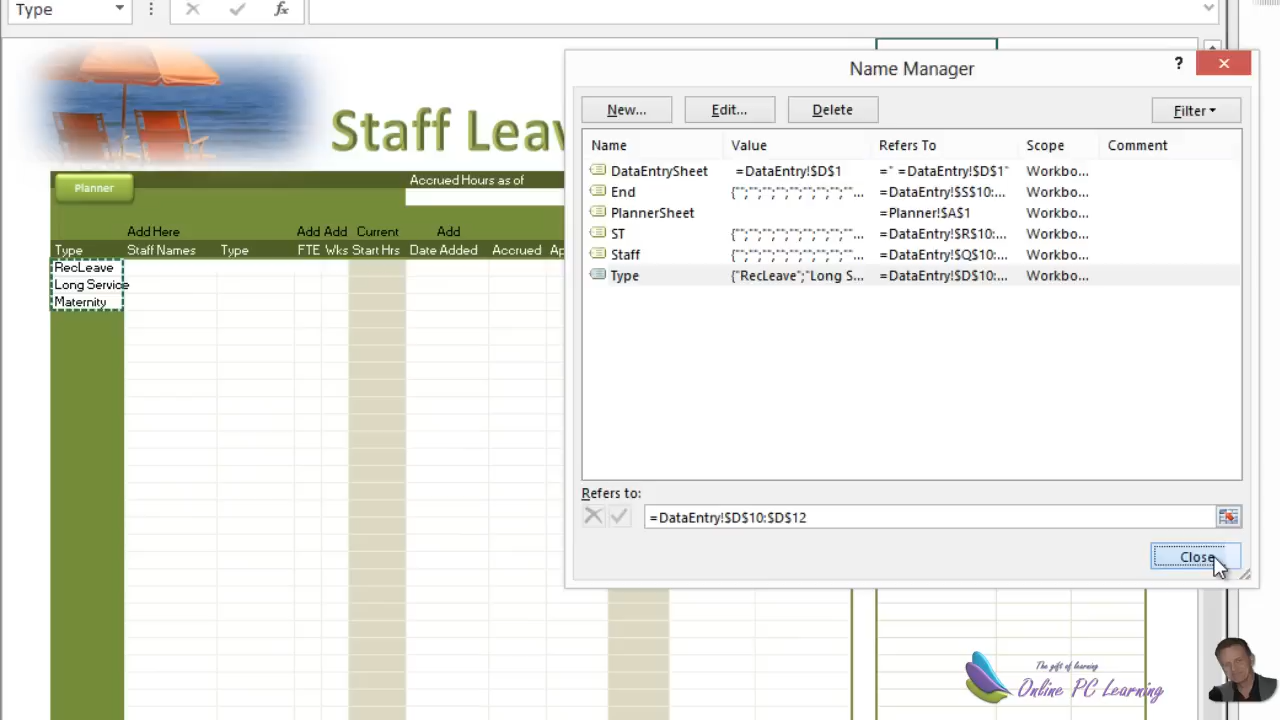 Type
fx
Staff Leav
Planner
Accrued Hours as of
Add Here Add Add Current Add
Type Staff Names Type FTE Wks Start Hrs Date Added Accrued Ap
RecLeave
Long Service
Maternity
Name Manager
?
New... Edit... Delete Filter
Name Value Refers To Scope Comment
DataEntrySheet =DataEntry!$D$1 =" =DataEntry!$D$1" Workbo...
End {"";"";"";"";"";"";""... =DataEntry!$S$10:... Workbo...
PlannerSheet =Planner!$A$1 Workbo...
ST {"";"";"";"";"";"";""... =DataEntry!$R$10:... Workbo...
Staff {"";"";"";"";"";"";""... =DataEntry!$Q$10:... Workbo...
Type {"RecLeave";"Long S... =DataEntry!$D$10:... Workbo...
Refers to:
=DataEntry!$D$10:$D$12
Close
The gift of learning
Online PC Learning